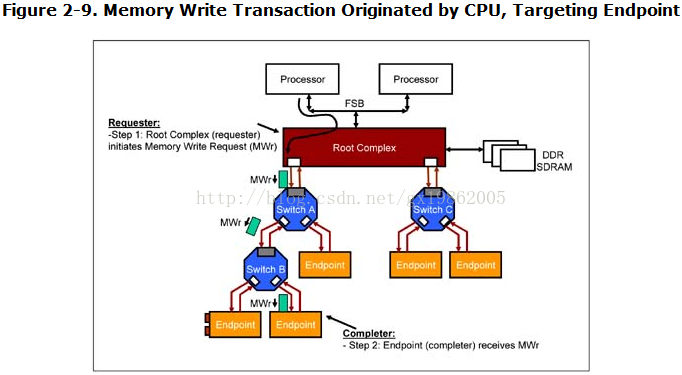 Figure 2-9. Memory Write Transaction Originated by CPU, Targeting Endpoint
Processor
Processor
FSB
Requester:
-Step 1: Root Complex (requester)
initiates Memory Write Request (MWr)
Root Complex
DDR
SDRAM
MWr
http://blog.csdn.net/gx19862005
Switch A
Switch C
MWr
Endpoint
Endpoint
Endpoint
Switch B
MWr
Endpoint
Endpoint
Completer:
- Step 2: Endpoint (completer) receives MWr